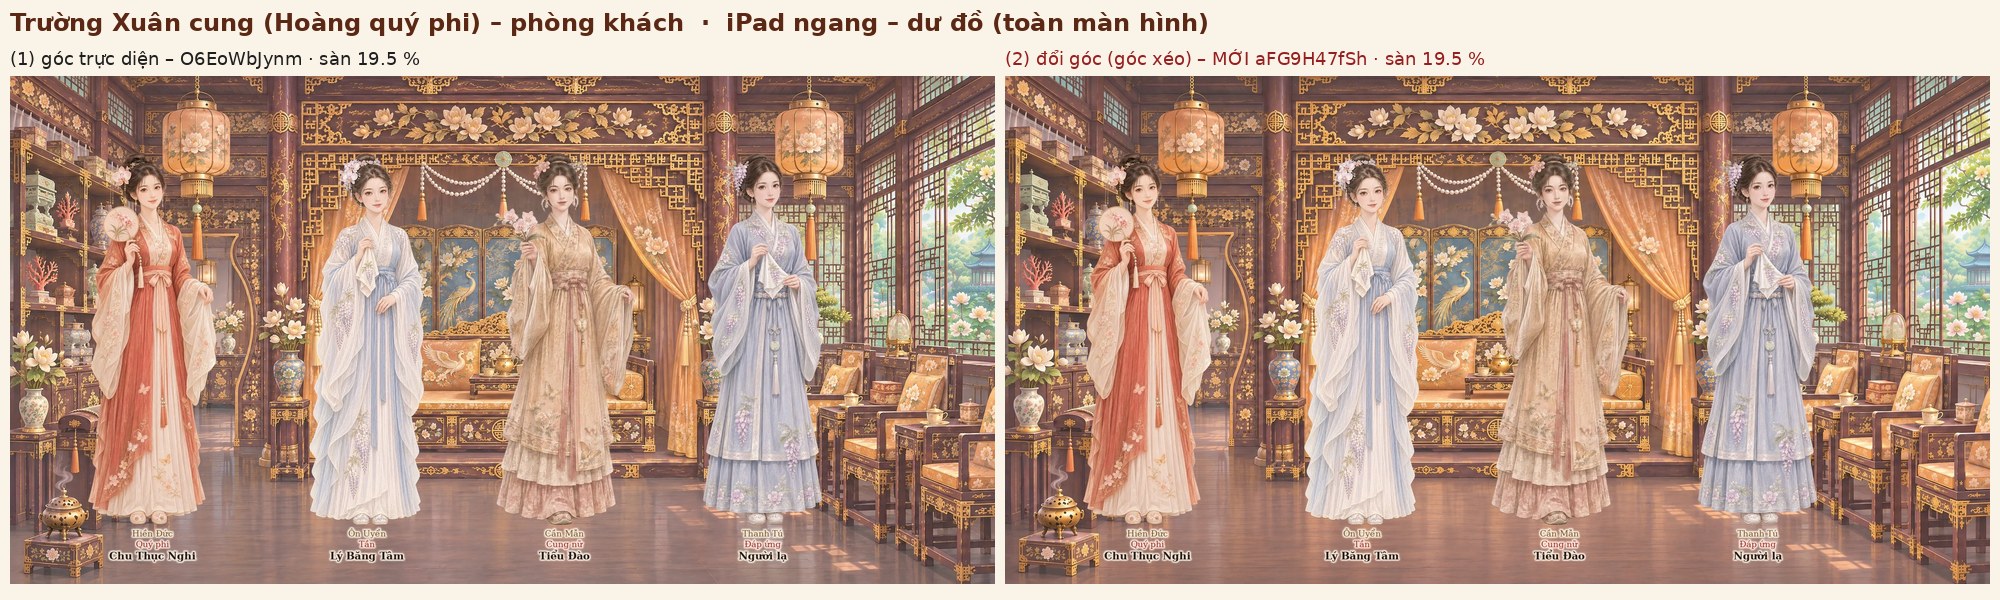 Trường Xuân cung (Hoàng quý phi) – phòng khách · iPad ngang – dư đồ (toàn màn hình)
(1) góc trực diện – O6EoWbJynm · sàn 19.5 %
(2) đổi góc (góc xéo) – MỚI aFG9H47fSh · sàn 19.5 %
Hiền Đức
Quý phi
Chu Thục Nghi
Ôn Uyển
Tần
Lý Băng Tâm
Cần Mẫn
Cung nữ
Tiểu Đào
Thanh Tú
Đáp ứng
Người lạ
Hiền Đức
Quý phi
Chu Thục Nghi
Ôn Uyển
Tần
Lý Băng Tâm
Cần Mẫn
Cung nữ
Tiểu Đào
Thanh Tú
Đáp ứng
Người lạ